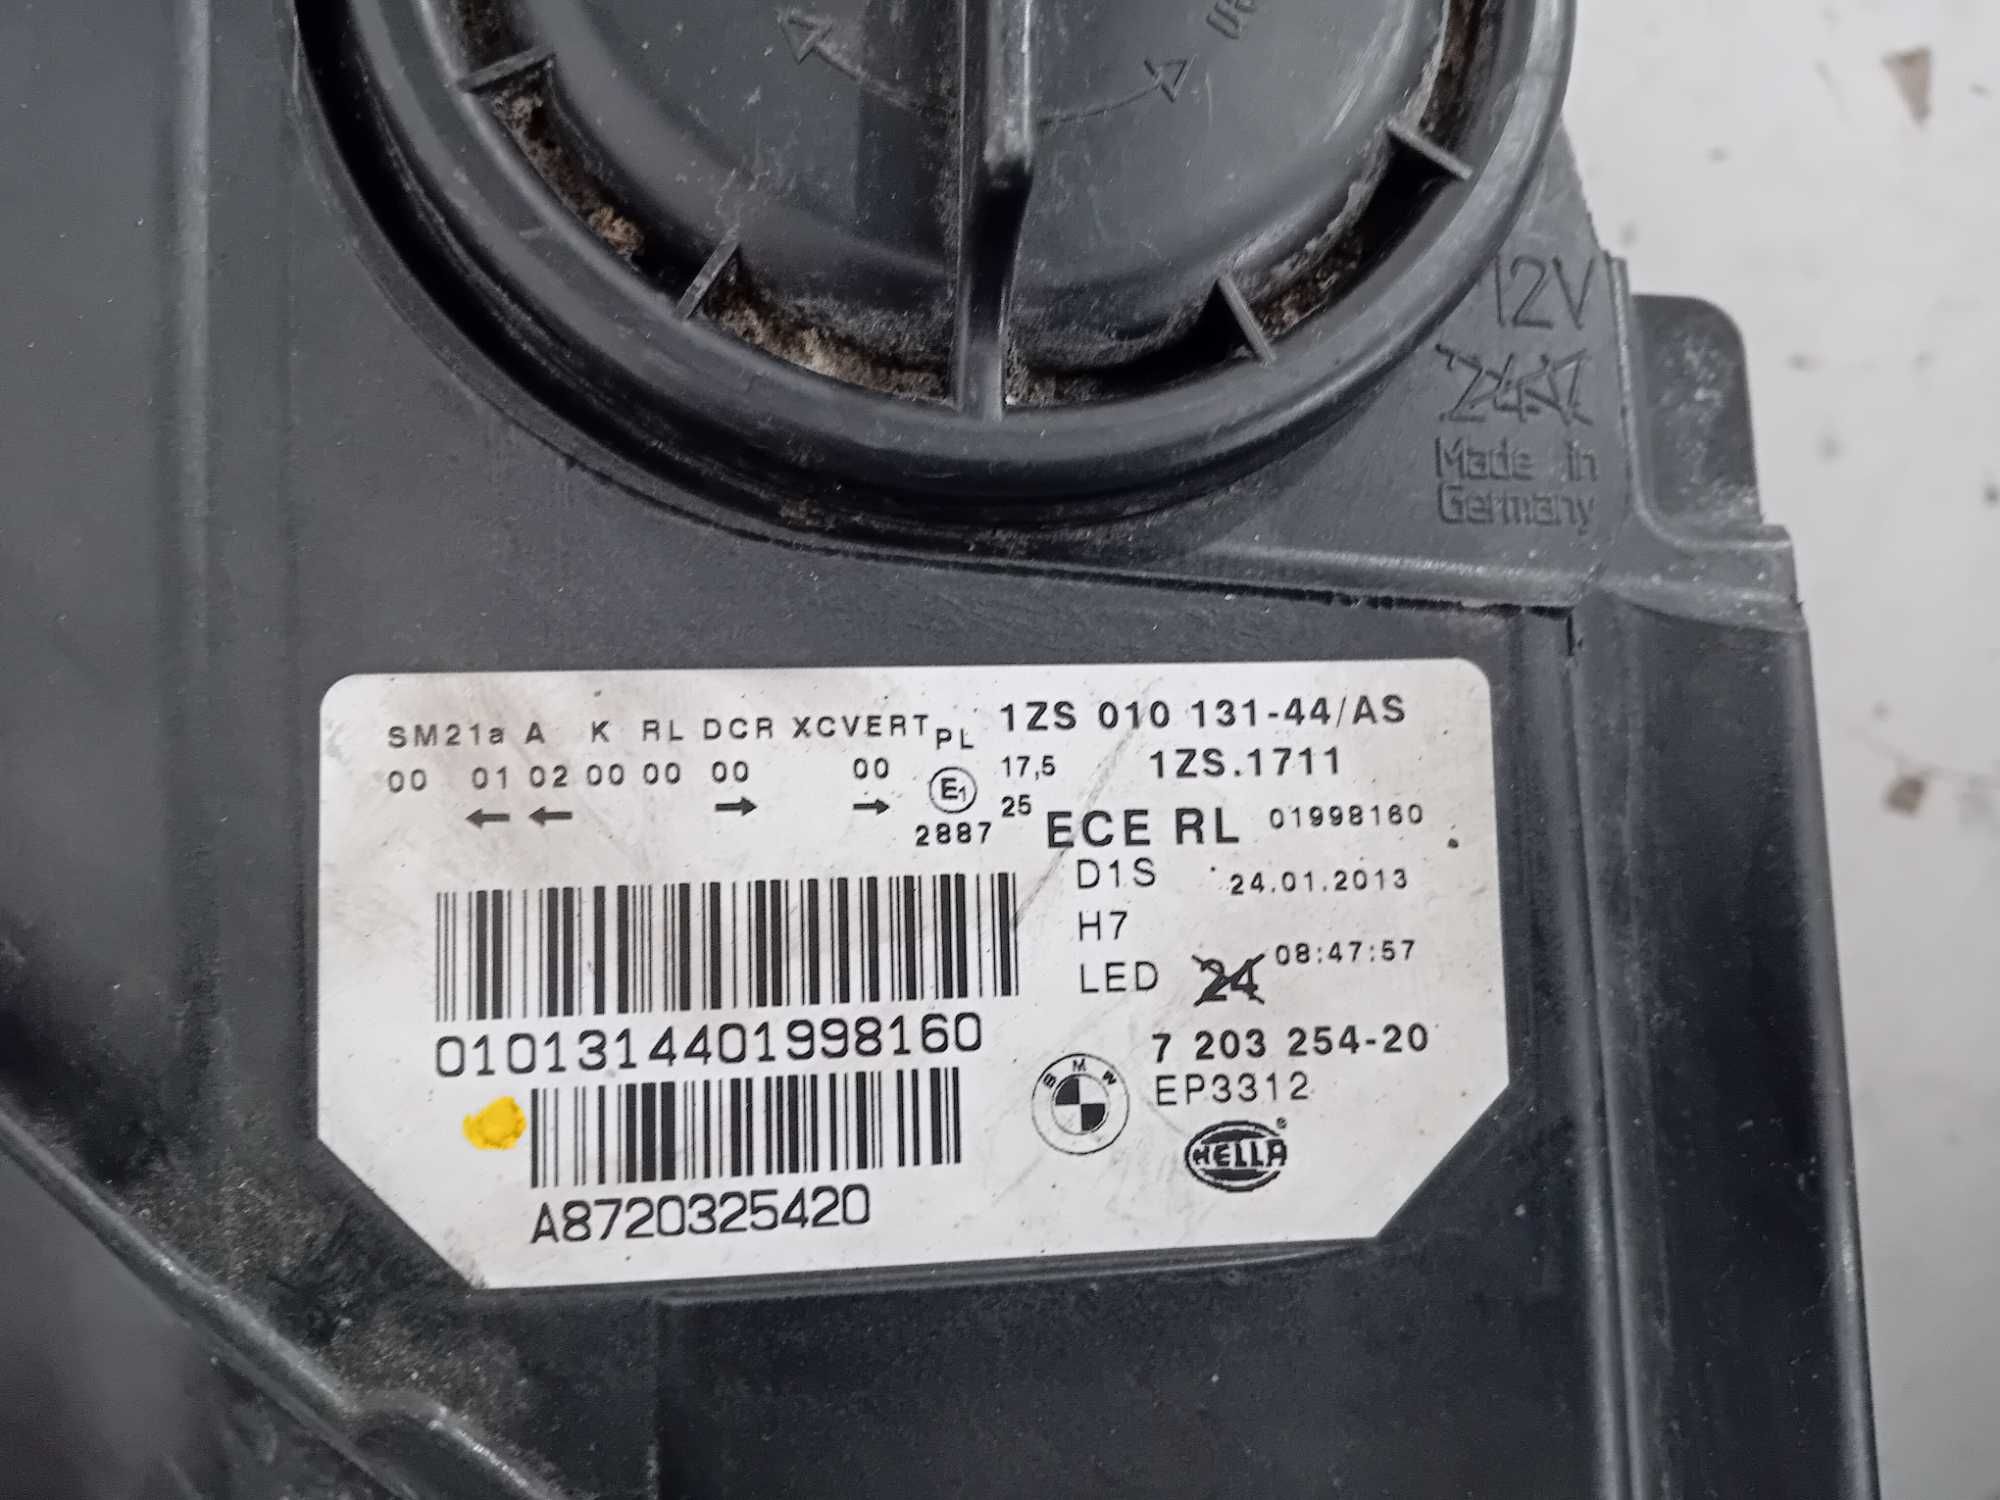 12V
24V
Made in
Germany
SM21a A K RL DCR XCVERT PL 1ZS 010 131-44/AS
00 01 02 00 00 00 00 E1 17,5 1ZS.1711
2887 25 ECE RL 01998160
D1S 24.01.2013
H7
LED 24 08:47:57
0101314401998160
7 203 254-20
BMW EP3312
HELLA
A8720325420